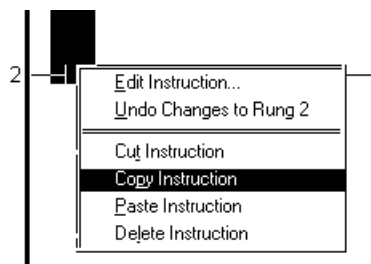 2
Edit Instruction...
Undo Changes to Rung 2
Cut Instruction
Copy Instruction
Paste Instruction
Delete Instruction